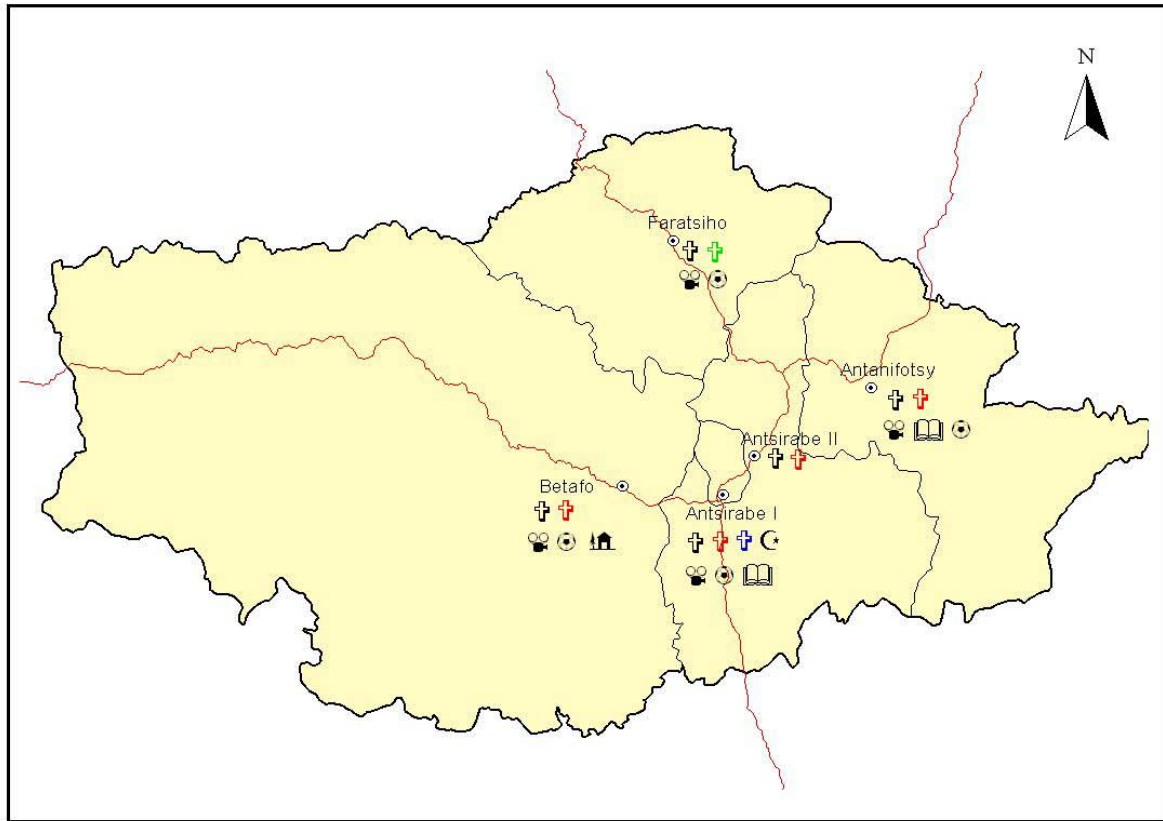 N
Faratsiho
Antanifotsy
Antsirabe II
Betafo
Antsirabe I